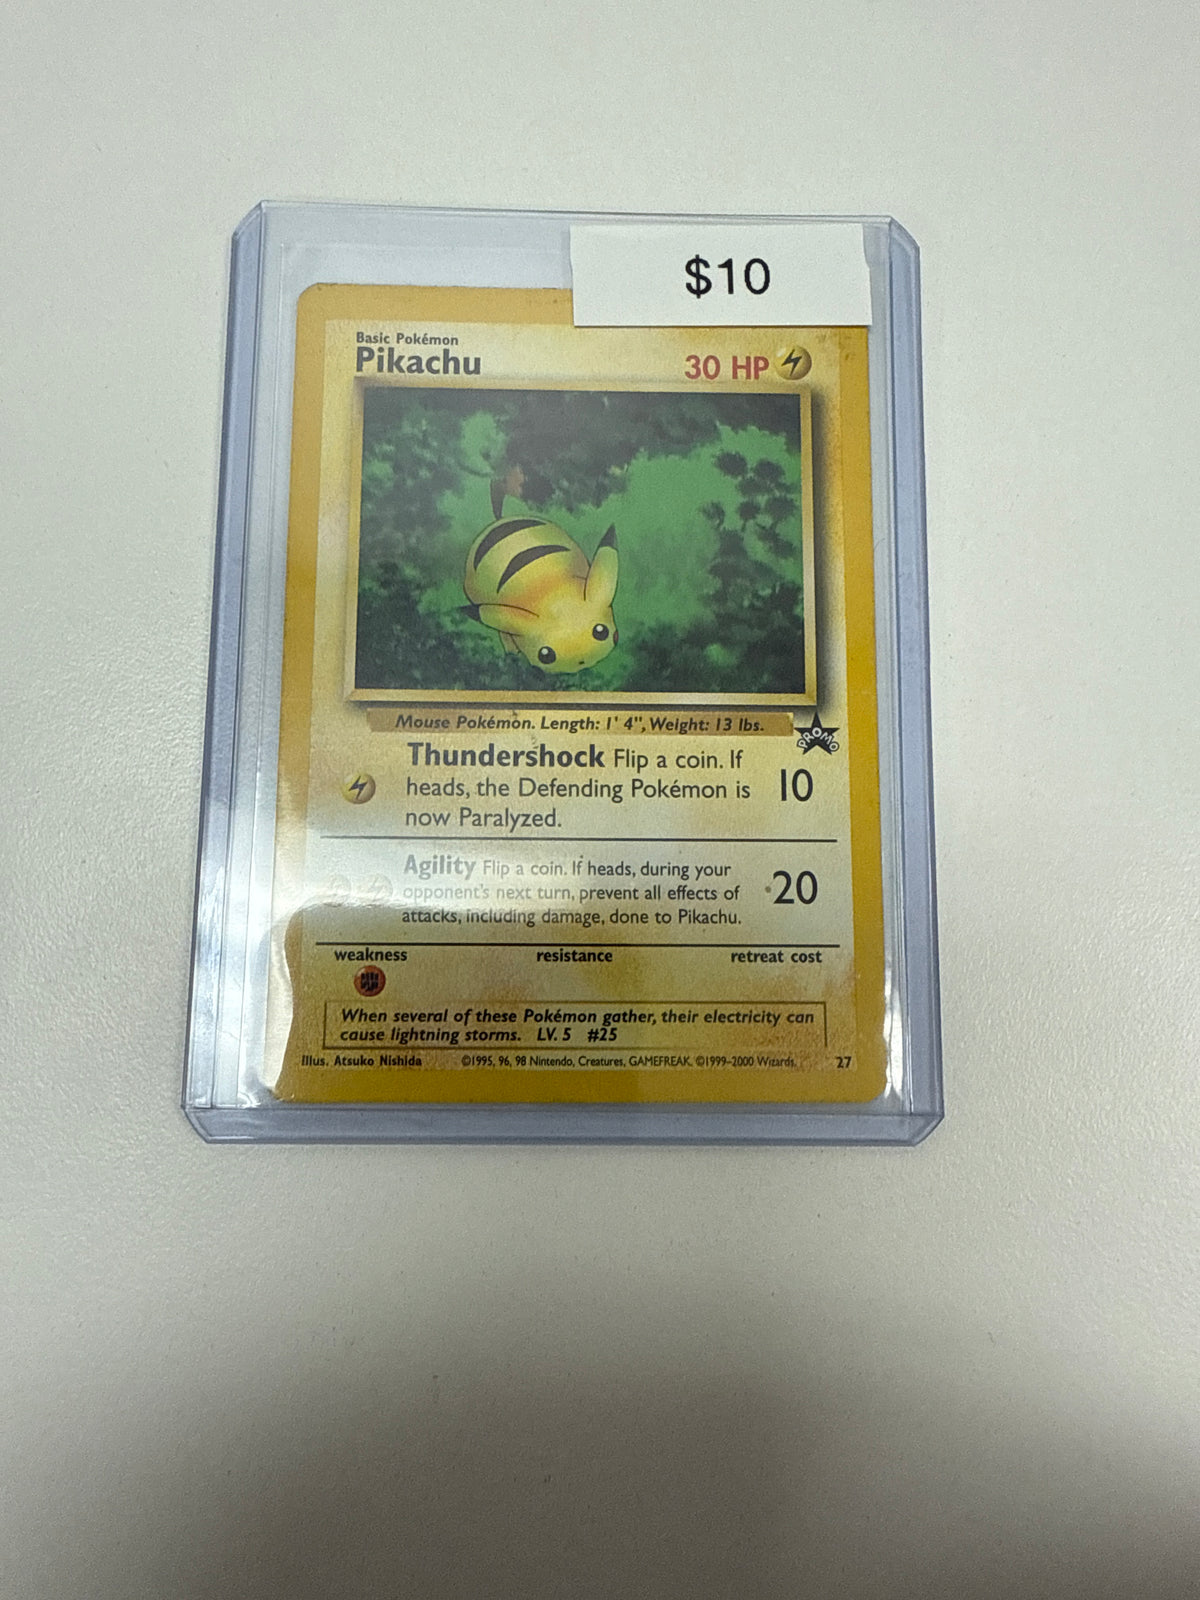 $10
Basic Pokémon
Pikachu 30 HP
Mouse Pokémon. Length: 1' 4", Weight: 13 lbs.
PROMO
Thundershock Flip a coin. If
heads, the Defending Pokémon is 10
now Paralyzed.
Agility Flip a coin. If heads, during your
opponent's next turn, prevent all effects of 20
attacks, including damage, done to Pikachu.
weakness resistance retreat cost
When several of these Pokémon gather, their electricity can
cause lightning storms. LV. 5 #25
Illus. Atsuko Nishida ©1995, 96, 98 Nintendo, Creatures, GAMEFREAK. ©1999-2000 Wizards. 27